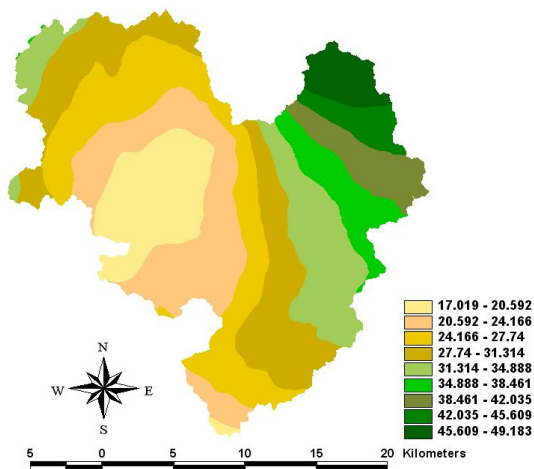 17.019 - 20.592
20.592 - 24.166
24.166 - 27.74
27.74 - 31.314
31.314 - 34.888
34.888 - 38.461
38.461 - 42.035
42.035 - 45.609
45.609 - 49.183
N
W E
S
5 0 5 10 15 20 Kilometers